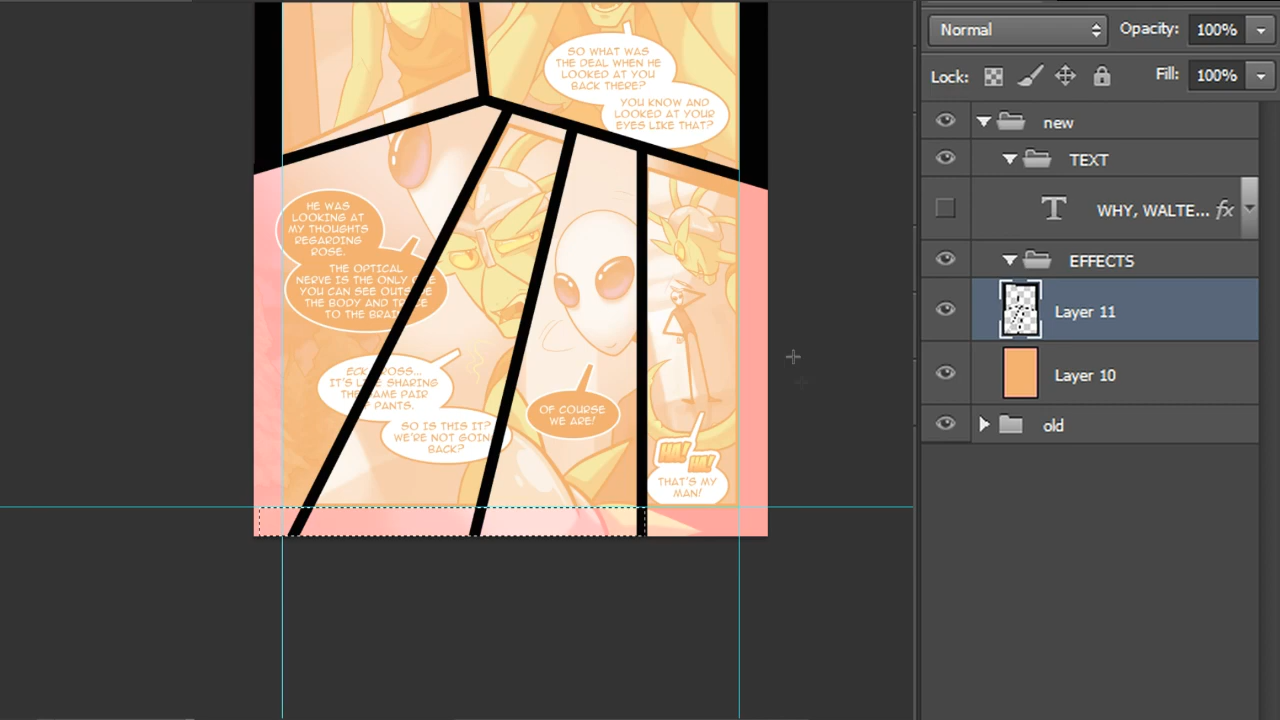 Normal
Opacity: 100%
Lock:
Fill: 100%
new
TEXT
T WHY, WALTE... fx
EFFECTS
Layer 11
Layer 10
old
SO WHAT WAS
THE DEAL WHEN HE
LOOKED AT YOU
BACK THERE?
YOU KNOW AND
LOOKED AT YOUR
EYES LIKE THAT?
HE WAS
LOOKING AT
MY THOUGHTS
REGARDING
ROSE.
THE OPTICAL
NERVE IS THE ONLY
YOU CAN SEE
THE BODY AND
TO THE
SHARING
PAIR
PANTS.
SO IS THIS IT?
WE'RE NOT
BACK?
OF COURSE
WE ARE!
HA!
HA!
THAT'S MY
MAN!